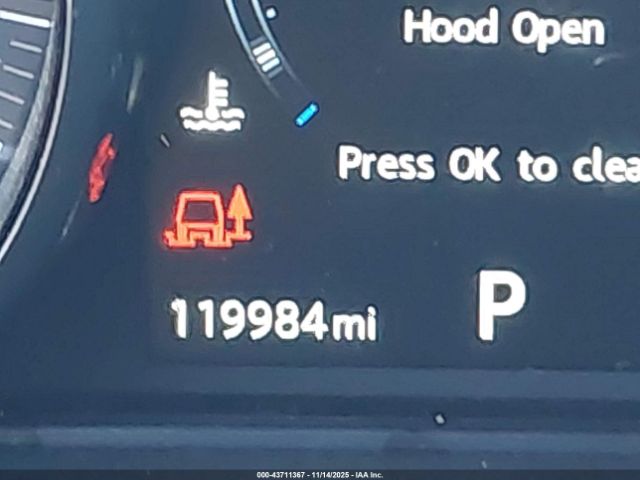 Hood Open
Press OK to clea
119984mi
P
000-43711367 - 11/14/2025 - IAA Inc.